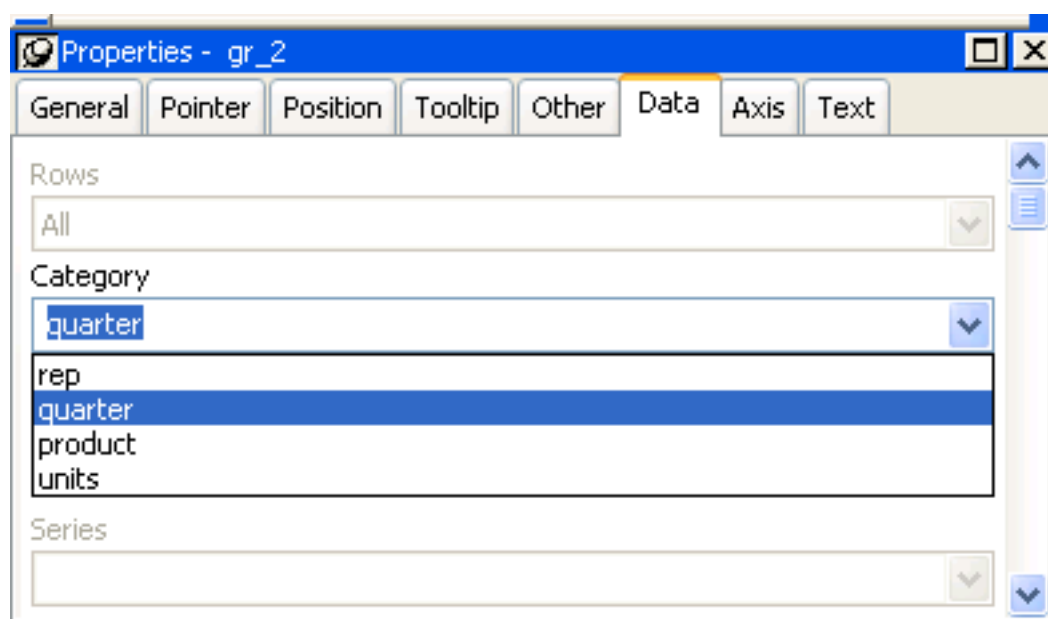 Properties - gr_2
General Pointer Position Tooltip Other Data Axis Text
Rows
All
Category
quarter
rep
quarter
product
units
Series